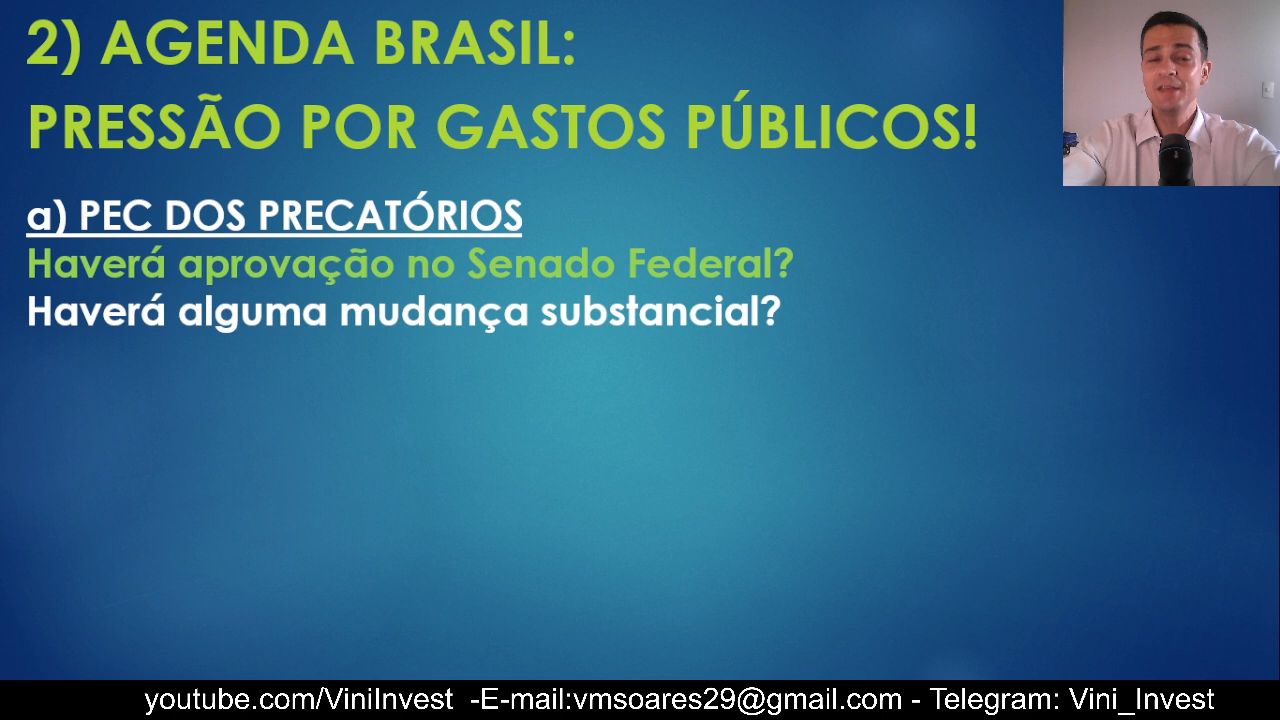 2) AGENDA BRASIL:
PRESSÃO POR GASTOS PÚBLICOS!
a) PEC DOS PRECATÓRIOS
Haverá aprovação no Senado Federal?
Haverá alguma mudança substancial?
youtube.com/ViniInvest -E-mail:vmsoares29@gmail.com - Telegram: Vini_Invest